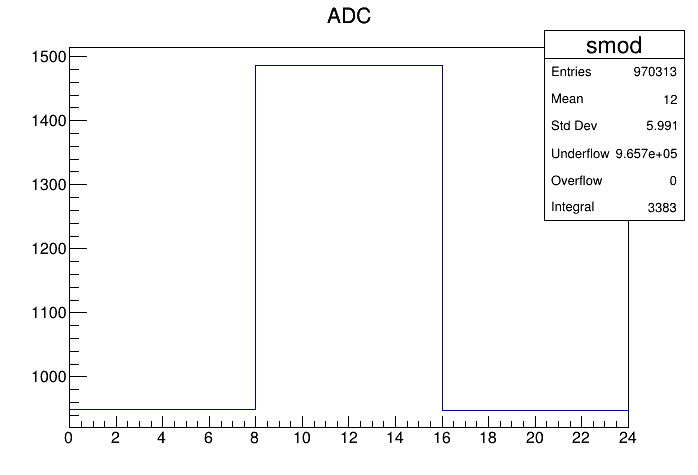 ADC
smod
Entries 970313
Mean 12
Std Dev 5.991
Underflow 9.657e+05
Overflow 0
Integral 3383
1500
1400
1300
1200
1100
1000
0 2 4 6 8 10 12 14 16 18 20 22 24